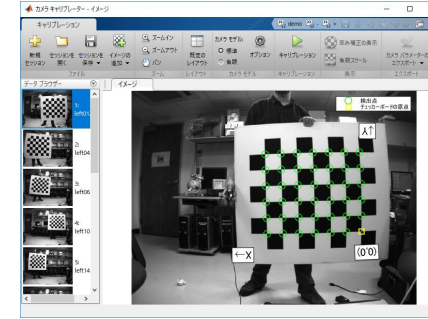 カメラ キャリブレーター - イメージ
キャリブレーション
demo
新規
セッション
セッションを
開く
セッションを
保存
イメージの
追加
ズームイン
ズームアウト
パン
既定の
レイアウト
カメラ モデル:
標準
魚眼
オプション
キャリブレーション
歪み補正の表示
魚眼スケール
カメラ パラメーターの
エクスポート
ファイル
ズーム
レイアウト
カメラ モデル
キャリブレーション
表示
エクスポート
データ ブラウザー
イメージ
1:
left01.
2:
left04
3:
left06
4:
left10
5:
left14
検出点
チェッカーボードの原点
Y↑
←X
(0,0)